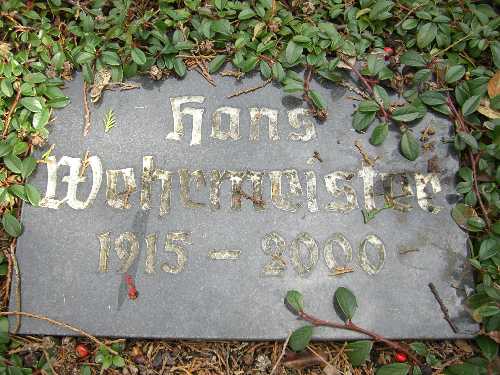 Hans
Wehrmeister
1915 – 2000